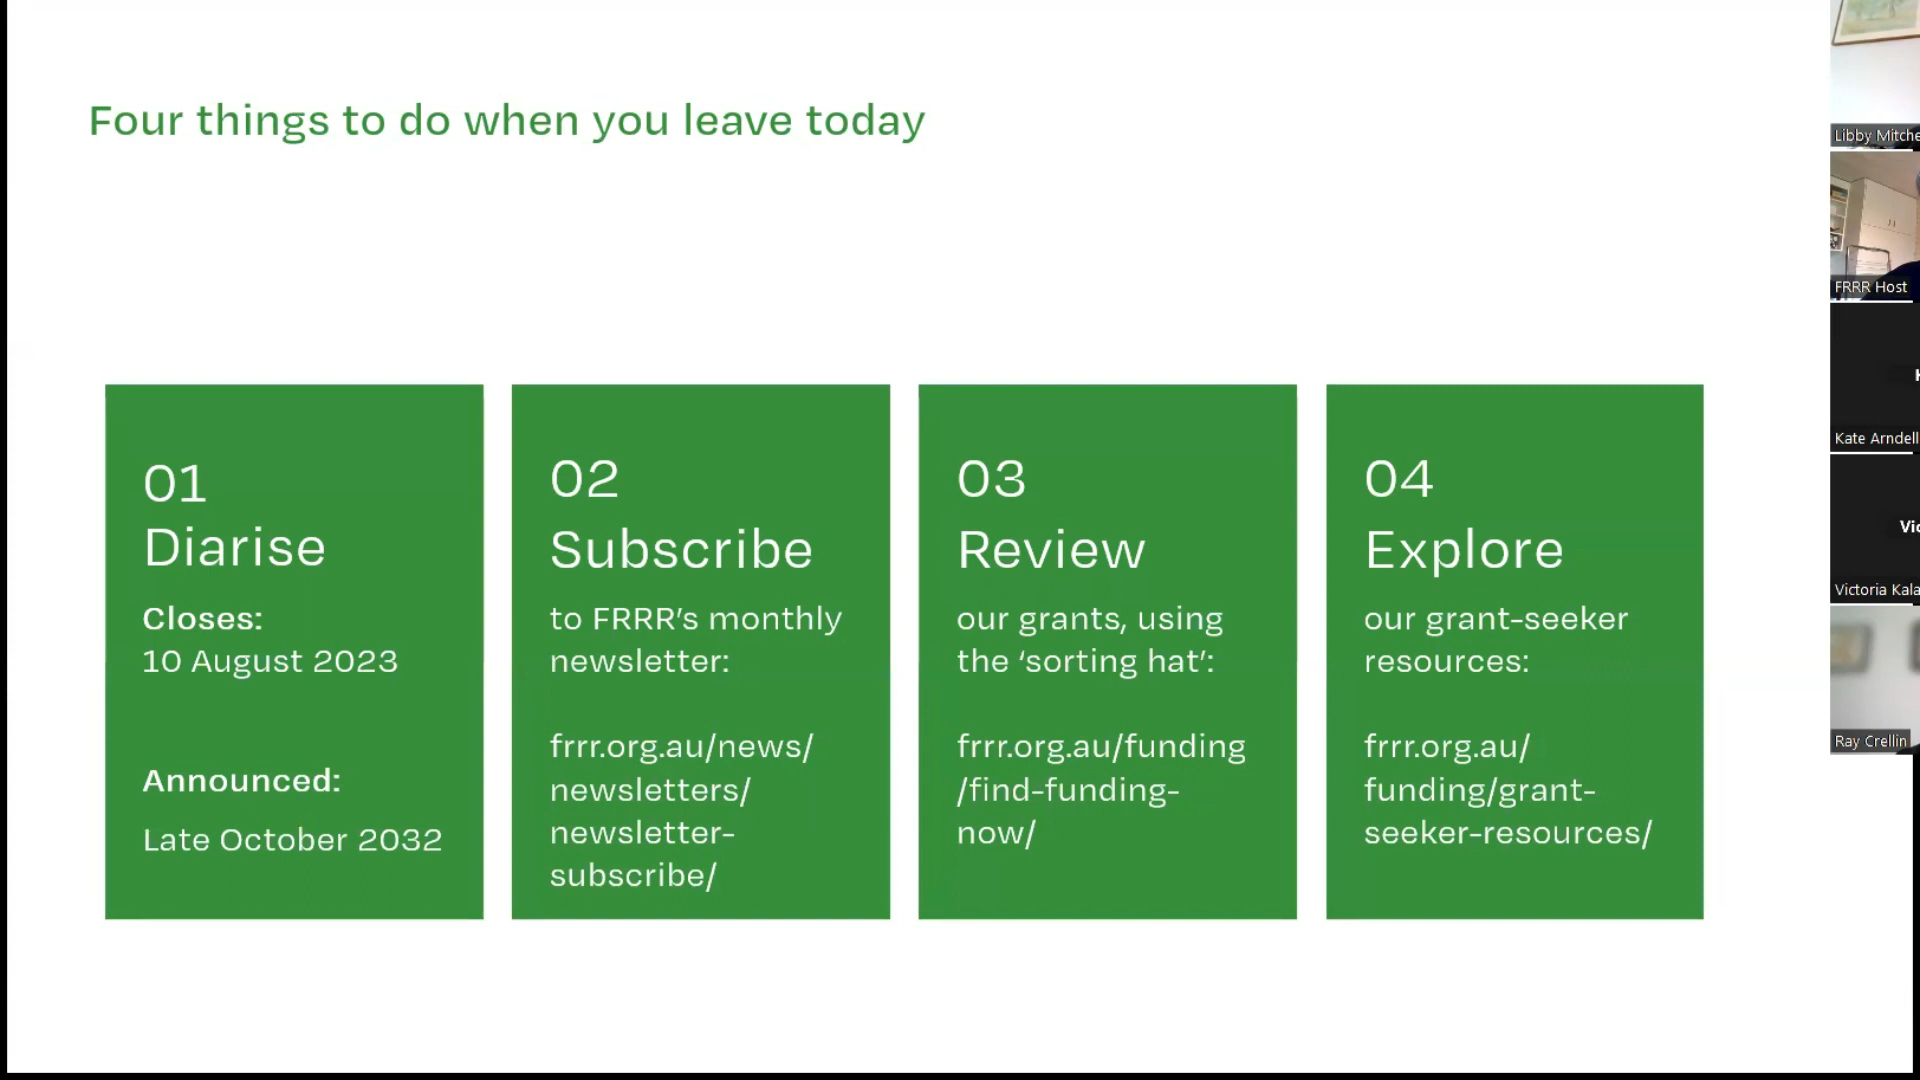 Four things to do when you leave today
01
Diarise
Closes:
10 August 2023
Announced:
Late October 2032
02
Subscribe
to FRRR’s monthly
newsletter:
frrr.org.au/news/
newsletters/
newsletter-
subscribe/
03
Review
our grants, using
the ‘sorting hat’:
frrr.org.au/funding
/find-funding-
now/
04
Explore
our grant-seeker
resources:
frrr.org.au/
funding/grant-
seeker-resources/
Libby Mitche
FRRR Host
Kate Arndell
Vic
Victoria Kala
Ray Crellin